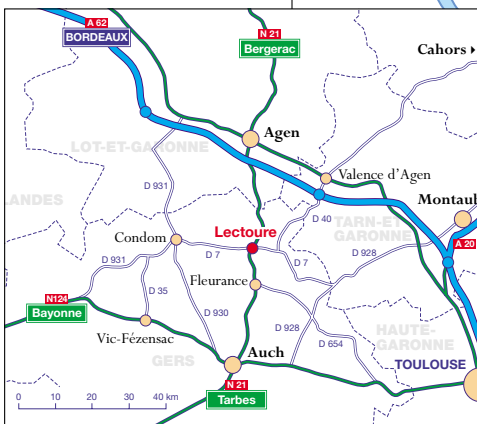 A 62
BORDEAUX
N 21
Bergerac
Cahors
Agen
LOT-ET-GARONNE
Valence d'Agen
D 931
LANDES
D 40
Montaub
TARN-ET-
GARONNE
Lectoure
Condom
D 7
D 7
D 928
A 20
D 931
Fleurance
D 35
N124
Bayonne
D 930
D 928
Vic-Fézensac
D 654
HAUTE-
GARONNE
GERS
Auch
TOULOUSE
N 21
Tarbes
0 10 20 30 40 km